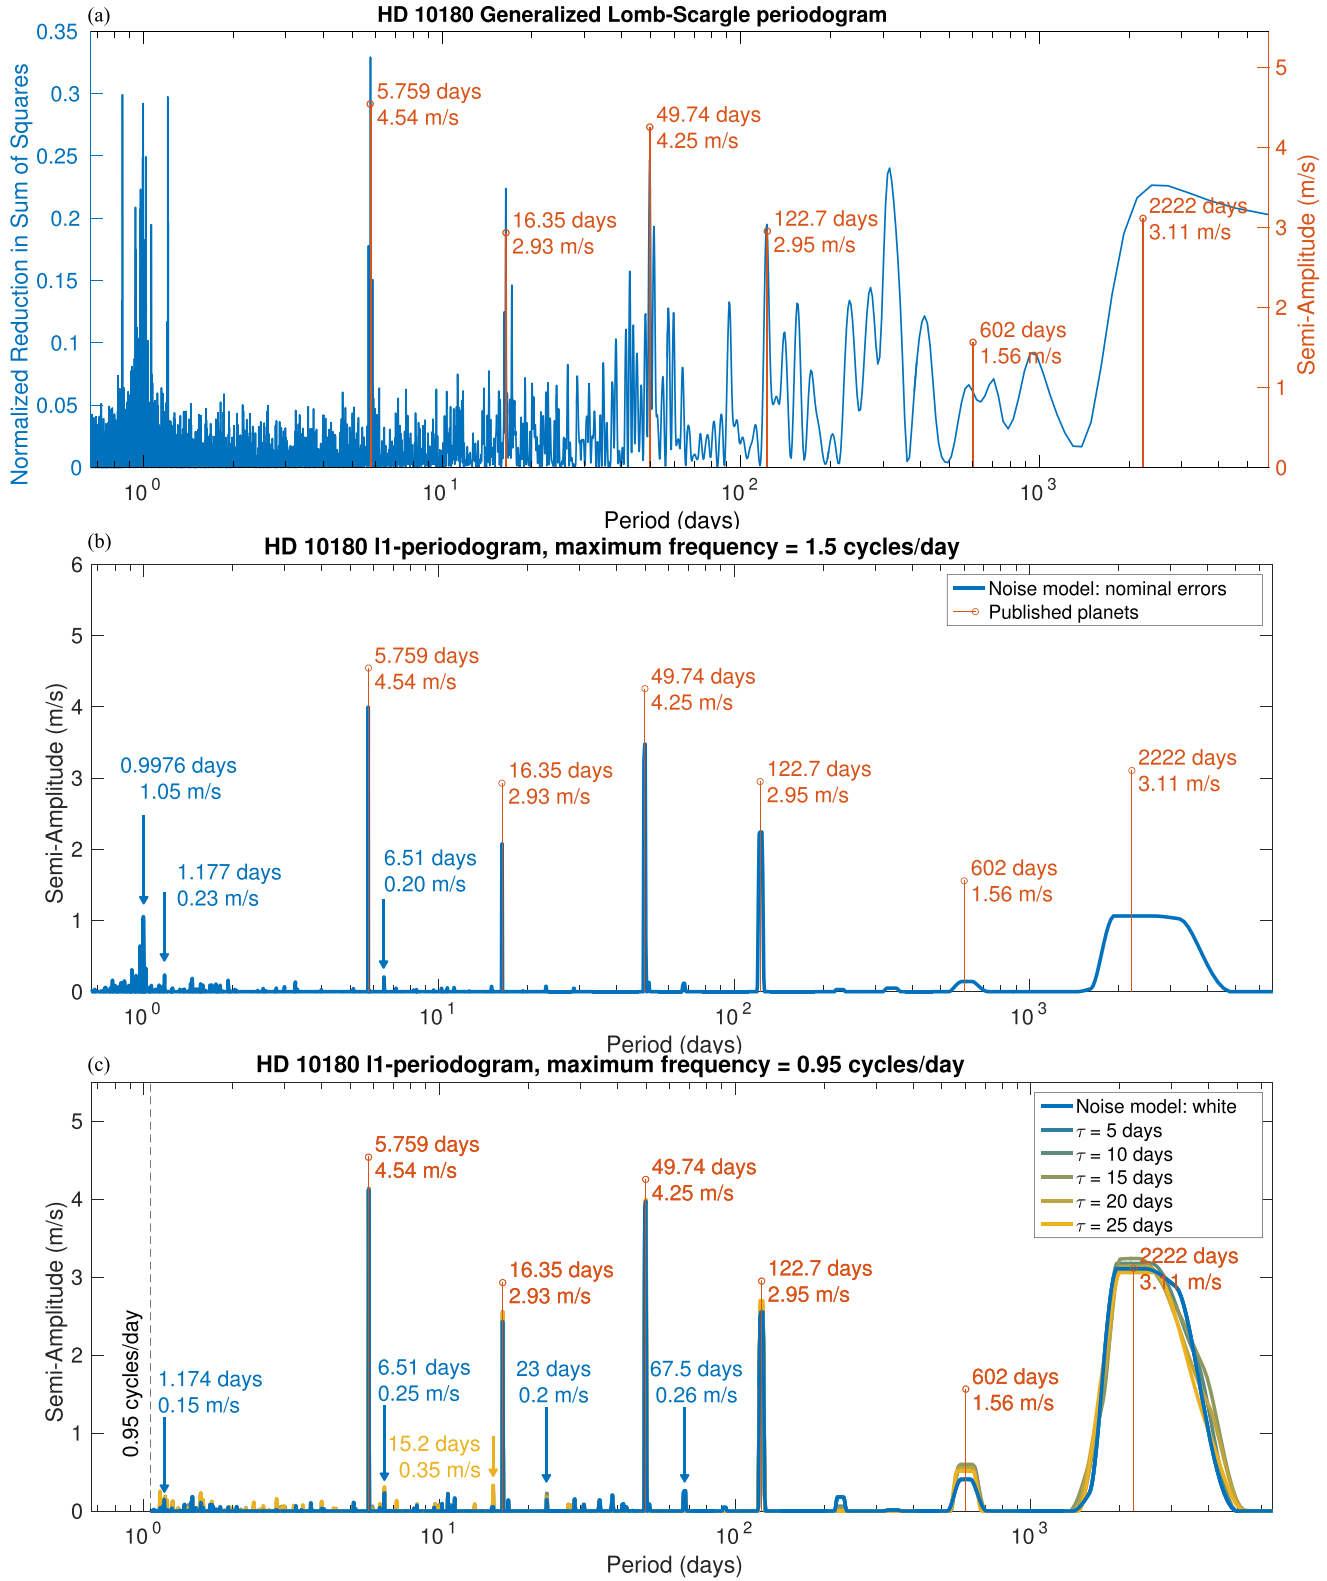 (a)
HD 10180 Generalized Lomb-Scargle periodogram
Normalized Reduction in Sum of Squares
0.35
0.3
0.25
0.2
0.15
0.1
0.05
0
5
4
3
2
1
0
Semi-Amplitude (m/s)
5.759 days
4.54 m/s
49.74 days
4.25 m/s
16.35 days
2.93 m/s
122.7 days
2.95 m/s
2222 days
3.11 m/s
602 days
1.56 m/s
10^0
10^1
10^2
10^3
Period (days)
(b)
HD 10180 l1-periodogram, maximum frequency = 1.5 cycles/day
Semi-Amplitude (m/s)
6
5
4
3
2
1
0
Noise model: nominal errors
Published planets
5.759 days
4.54 m/s
49.74 days
4.25 m/s
0.9976 days
1.05 m/s
16.35 days
2.93 m/s
122.7 days
2.95 m/s
2222 days
3.11 m/s
1.177 days
0.23 m/s
6.51 days
0.20 m/s
602 days
1.56 m/s
10^0
10^1
10^2
10^3
Period (days)
(c)
HD 10180 l1-periodogram, maximum frequency = 0.95 cycles/day
Semi-Amplitude (m/s)
5
4
3
2
1
0
0.95 cycles/day
Noise model: white
τ = 5 days
τ = 10 days
τ = 15 days
τ = 20 days
τ = 25 days
5.759 days
4.54 m/s
49.74 days
4.25 m/s
16.35 days
2.93 m/s
122.7 days
2.95 m/s
2222 days
3.11 m/s
1.174 days
0.15 m/s
6.51 days
0.25 m/s
23 days
0.2 m/s
67.5 days
0.26 m/s
602 days
1.56 m/s
15.2 days
0.35 m/s
10^0
10^1
10^2
10^3
Period (days)